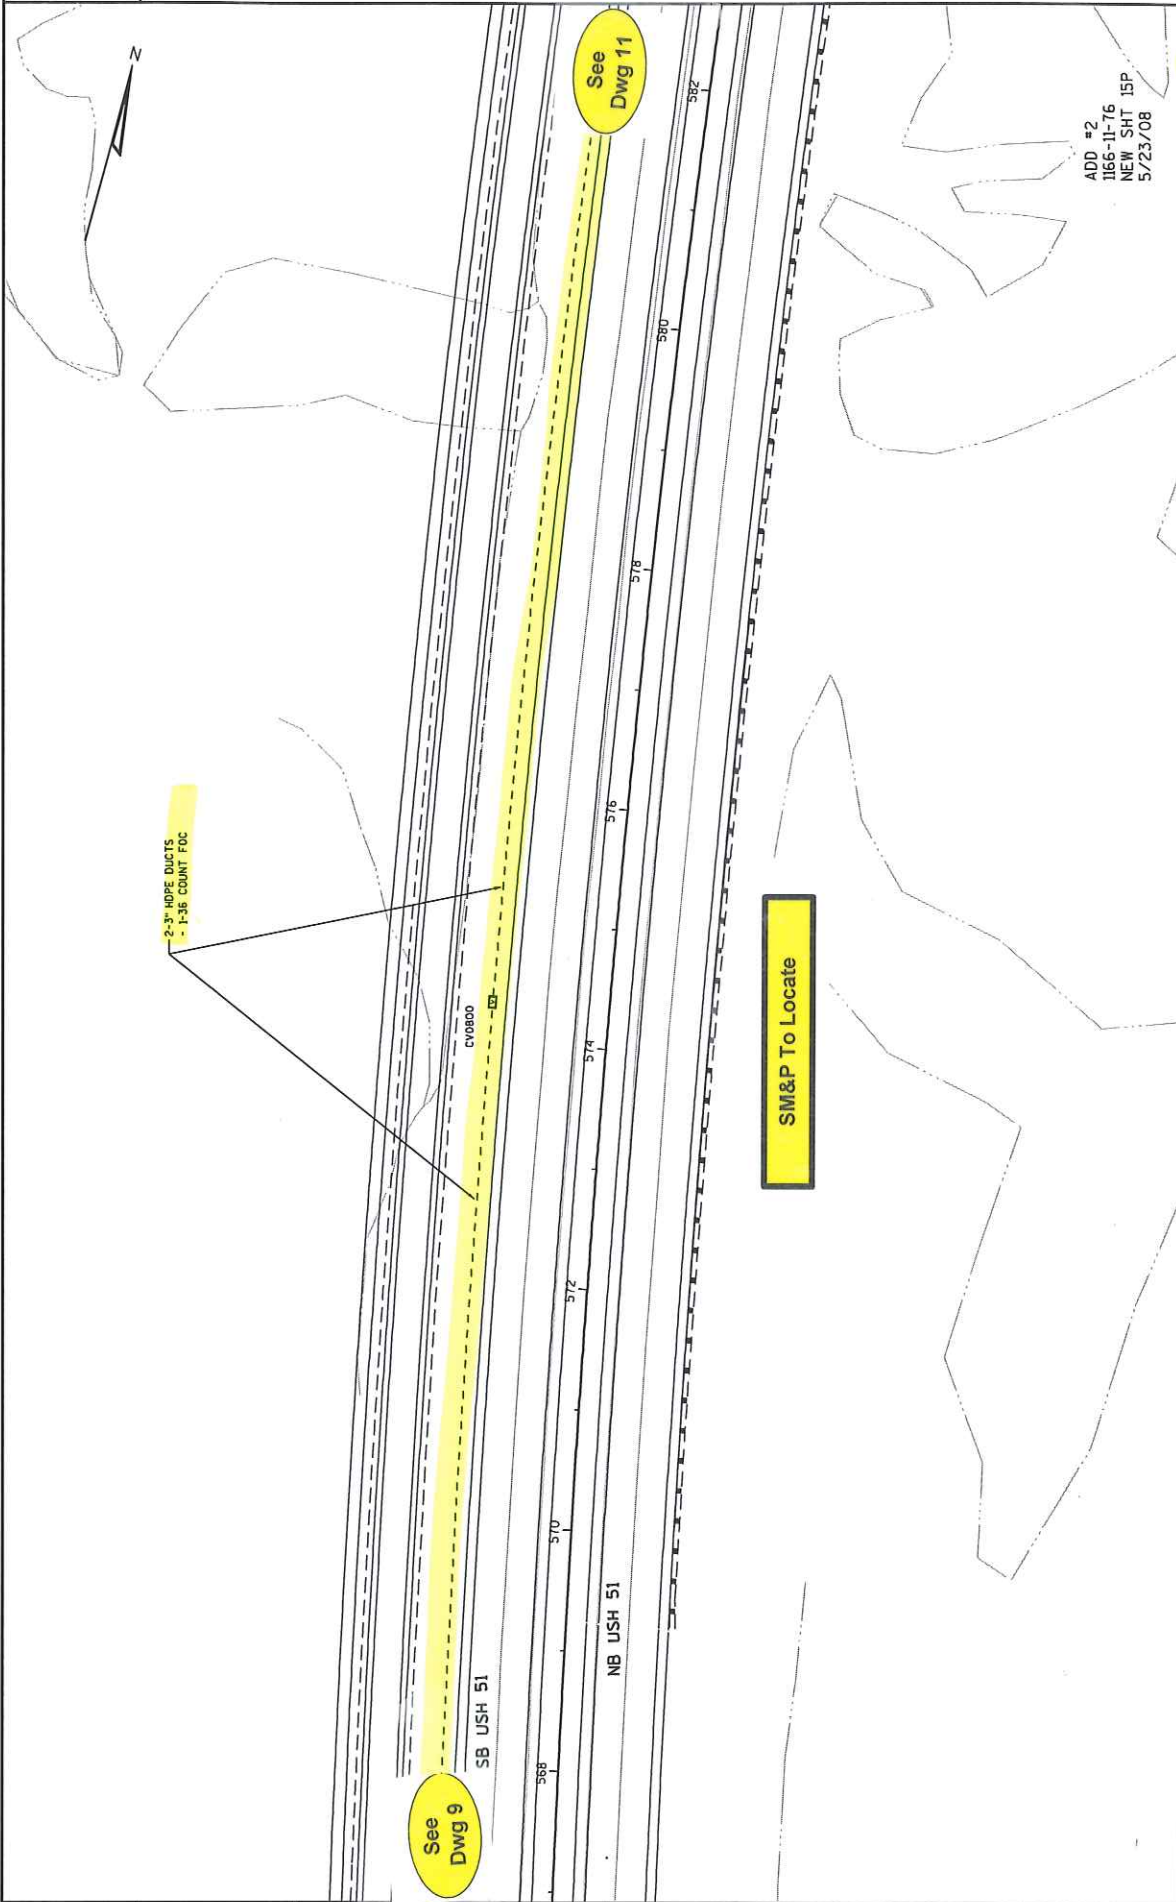 N
See
Dwg 11
ADD #2
1166-11-76
NEW SHT 15P
5/23/08
582
580
578
576
574
572
570
568
2-3" HDPE DUCTS
- 1-36 COUNT FOC
CV0800
V
SM&P To Locate
SB USH 51
NB USH 51
See
Dwg 9